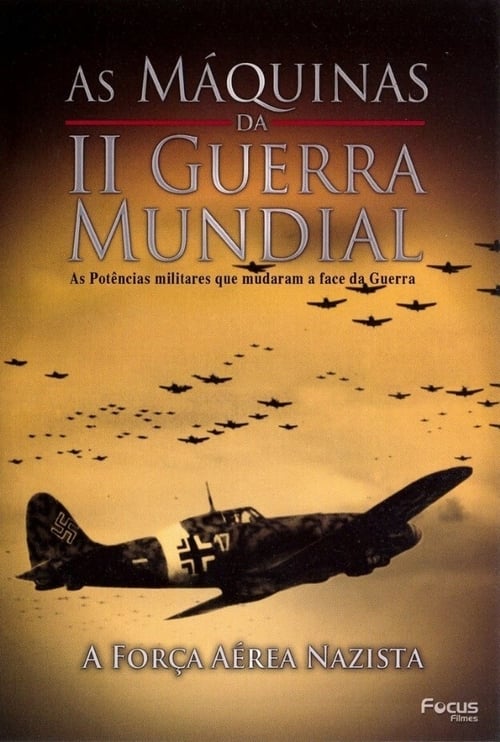 AS MÁQUINAS
DA
II GUERRA
MUNDIAL
As Potências militares que mudaram a face da Guerra
17
A FORÇA AÉREA NAZISTA
Focus
Filmes